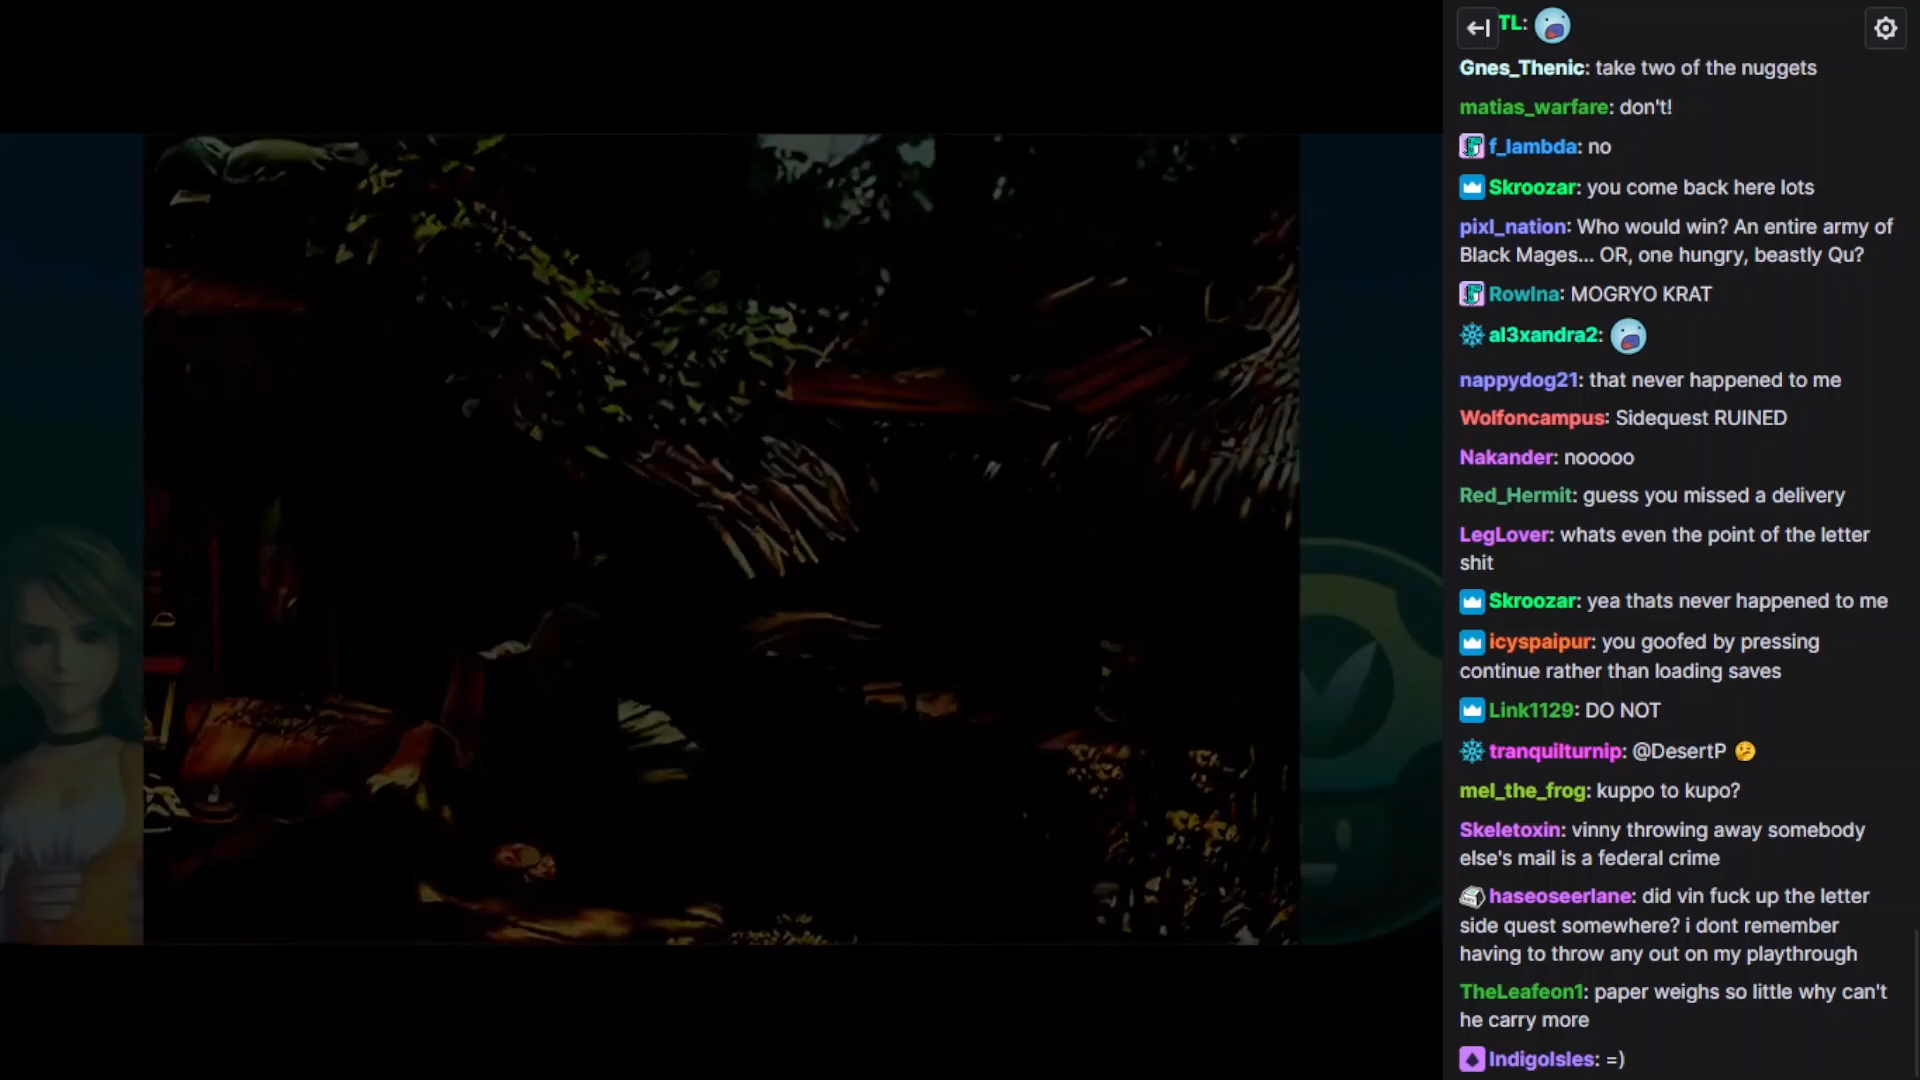 TL:
Gnes_Thenic: take two of the nuggets
matias_warfare: don't!
f_lambda: no
Skroozar: you come back here lots
pixl_nation: Who would win? An entire army of
Black Mages... OR, one hungry, beastly Qu?
Rowlna: MOGRYO KRAT
al3xandra2:
nappydog21: that never happened to me
Wolfoncampus: Sidequest RUINED
Nakander: nooooo
Red_Hermit: guess you missed a delivery
LegLover: whats even the point of the letter
shit
Skroozar: yea thats never happened to me
icyspaipur: you goofed by pressing
continue rather than loading saves
Link1129: DO NOT
tranquilturnip: @DesertP 🤔
mel_the_frog: kuppo to kupo?
Skeletoxin: vinny throwing away somebody
else's mail is a federal crime
haseoseerlane: did vin fuck up the letter
side quest somewhere? i dont remember
having to throw any out on my playthrough
TheLeafeon1: paper weighs so little why can't
he carry more
IndigoIsles: =)